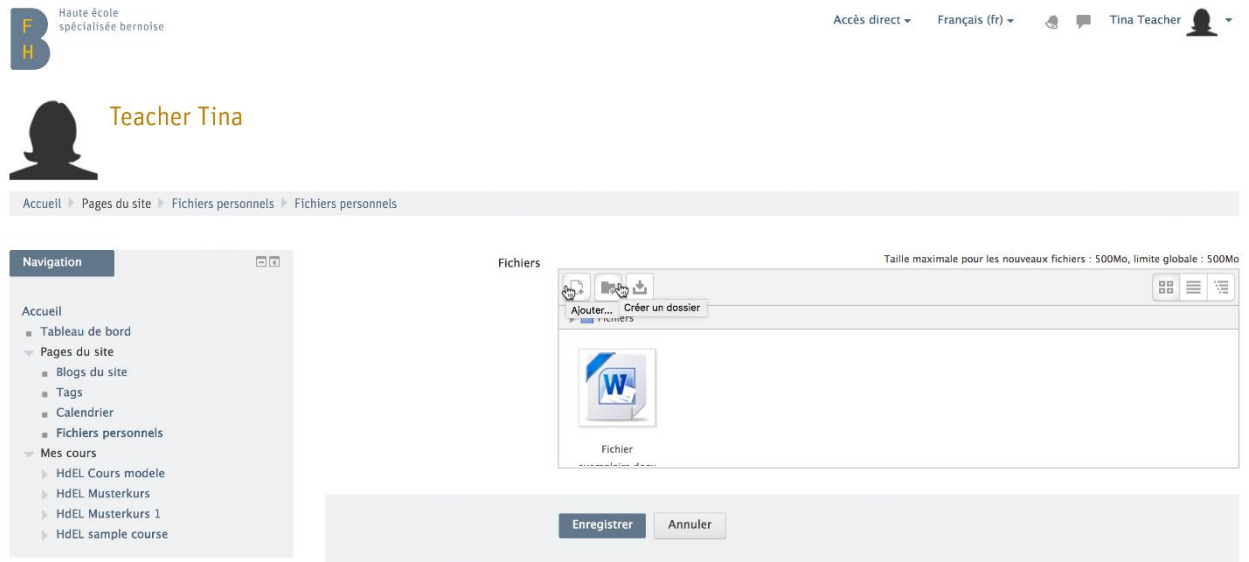 F
H
Haute école
spécialisée bernoise
Accès direct
Français (fr)
Tina Teacher
Teacher Tina
Accueil Pages du site Fichiers personnels Fichiers personnels
Navigation
Accueil
Tableau de bord
Pages du site
Blogs du site
Tags
Calendrier
Fichiers personnels
Mes cours
HdEL Cours modele
HdEL Musterkurs
HdEL Musterkurs 1
HdEL sample course
Fichiers
Taille maximale pour les nouveaux fichiers : 500Mo, limite globale : 500Mo
Ajouter...
Créer un dossier
Fichiers
W
Fichier
exemplaire.docx
Enregistrer
Annuler